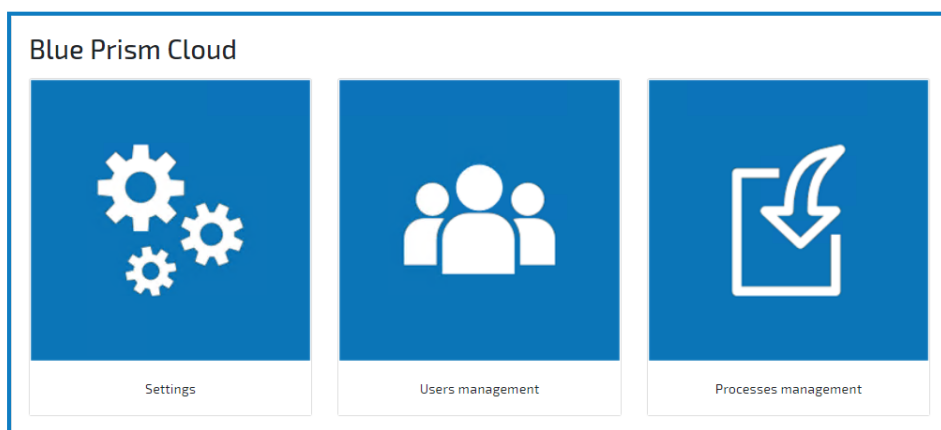 Blue Prism Cloud
Settings
Users management
Processes management